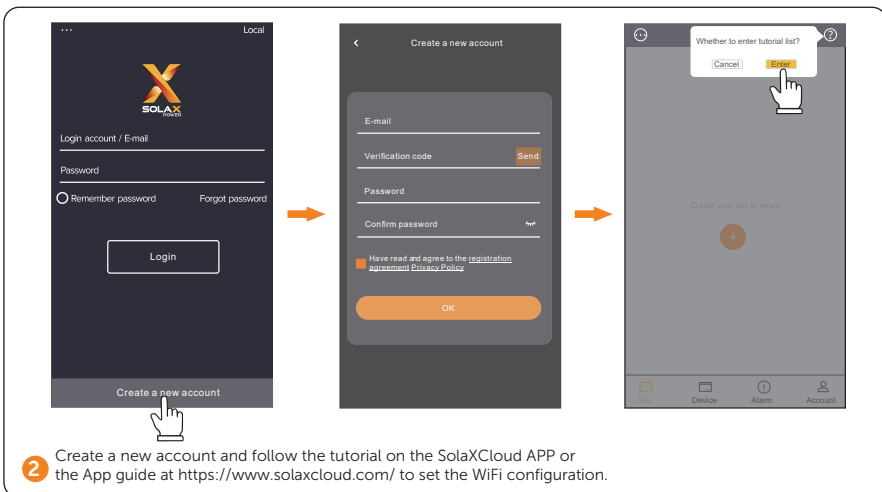 ... Local
SOLAX
POWER
Login account / E-mail
Password
Remember password Forgot password
Login
Create a new account
Create a new account
E-mail
Verification code Send
Password
Confirm password
Have read and agree to the registration
agreement Privacy Policy
OK
Whether to enter tutorial list?
Cancel Enter
?
Create your site to enjoy!
+
Site Device Alarm Account
2 Create a new account and follow the tutorial on the SolaXCloud APP or
the App guide at https://www.solaxcloud.com/ to set the WiFi configuration.